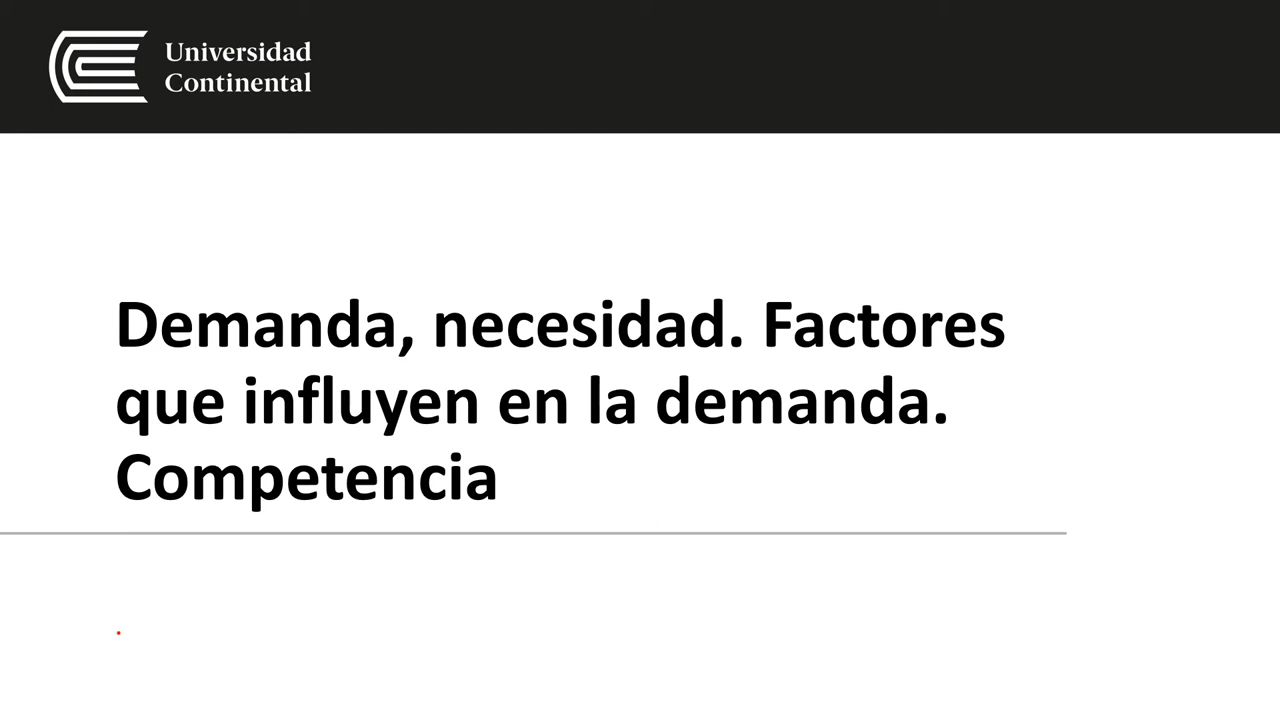 Universidad
Continental
Demanda, necesidad. Factores
que influyen en la demanda.
Competencia
.